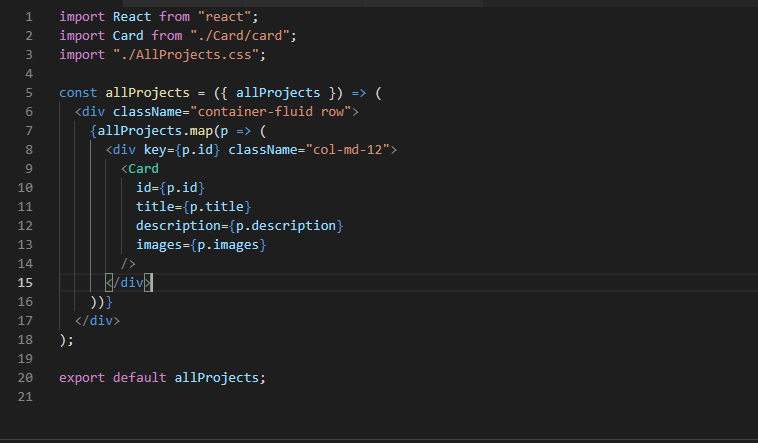 1 import React from "react";
2 import Card from "./Card/card";
3 import "./AllProjects.css";
4
5 const allProjects = ({ allProjects }) => (
6   <div className="container-fluid row">
7     {allProjects.map(p => (
8       <div key={p.id} className="col-md-12">
9         <Card
10           id={p.id}
11           title={p.title}
12           description={p.description}
13           images={p.images}
14         />
15       </div>
16     ))}
17   </div>
18 );
19
20 export default allProjects;
21